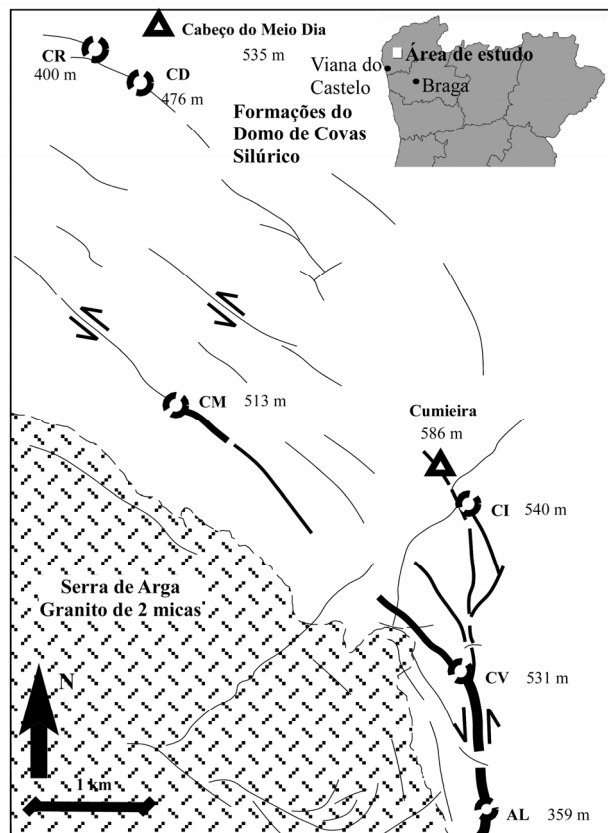 Cabeço do Meio Dia
535 m
CR
400 m
CD
476 m
Formações do
Domo de Covas
Silúrico
Área de estudo
Viana do
Castelo
Braga
CM 513 m
Cumieira
586 m
CI 540 m
Serra de Arga
Granito de 2 micas
CV 531 m
N
1 km
AL 359 m